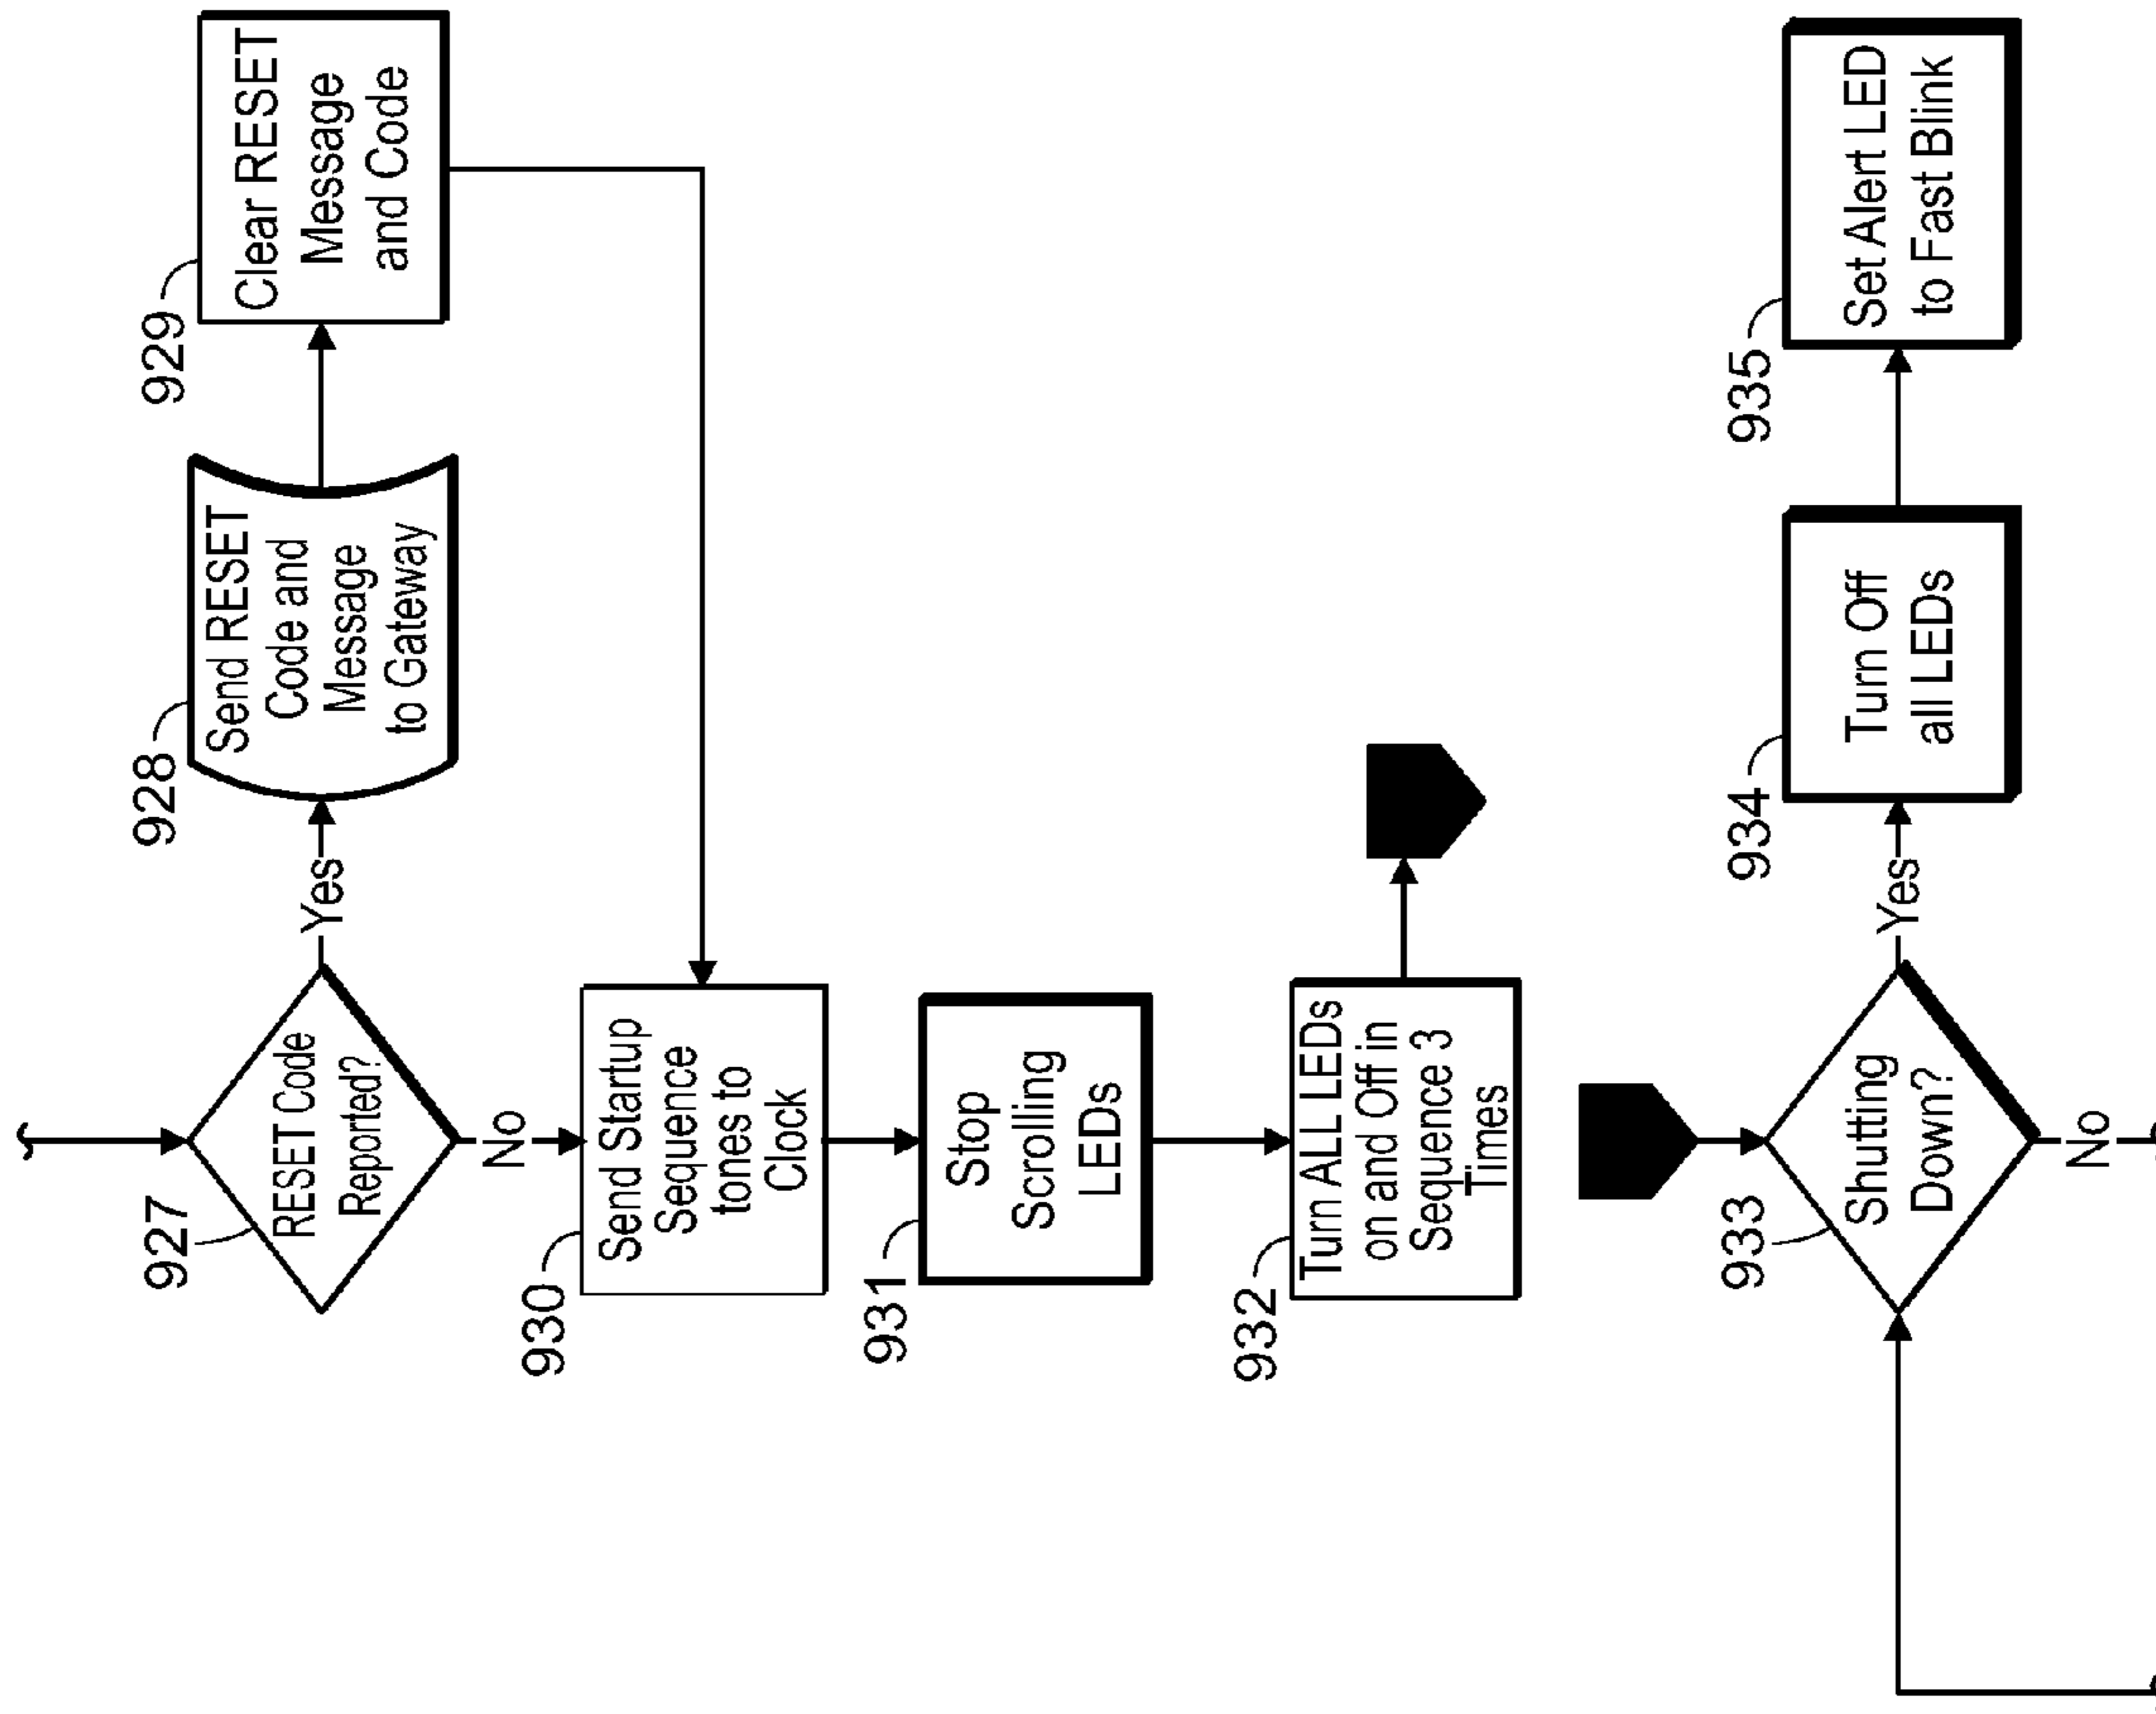 927
RESET Code
Reported?
Yes
928
Send RESET
Code and
Message
to Gateway
929
Clear RESET
Message
and Code
No
930
Send Startup
Sequence
tones to
Clock
931
Stop
Scrolling
LEDs
932
Turn ALL LEDs
on and Off in
Sequence 3
Times
933
Shutting
Down?
Yes
934
Turn Off
all LEDs
935
Set Alert LED
to Fast Blink
No